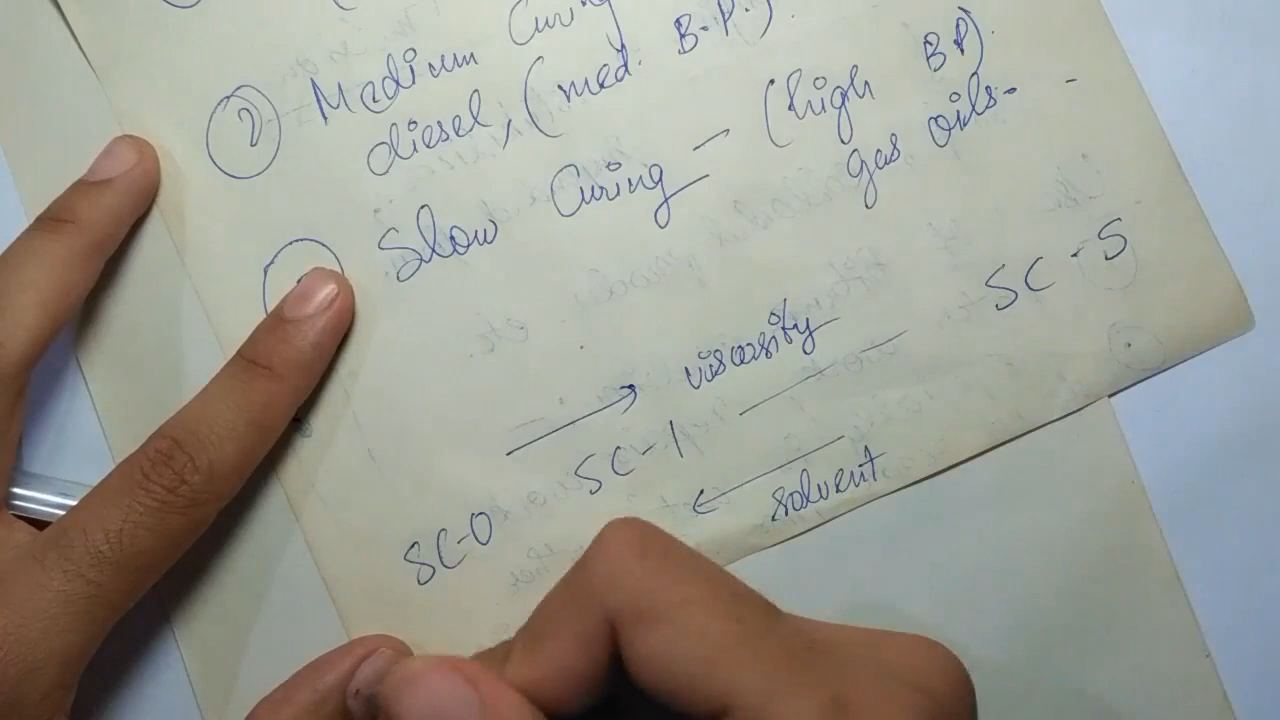 ② Medium Curing
diesel, (med. B.P.).
Slow Curing — (high BP).
gas oils-
viscosity
SC-0 SC-1 — — SC-5
solvent